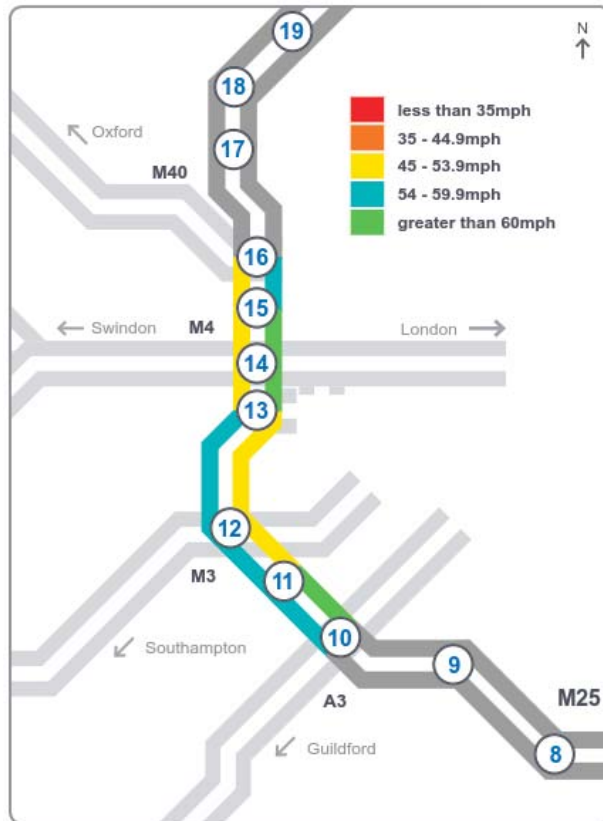 19
N
18
less than 35mph
35 - 44.9mph
45 - 53.9mph
54 - 59.9mph
greater than 60mph
Oxford
17
M40
16
15
Swindon
M4
London
14
13
12
M3
11
Southampton
10
9
A3
M25
Guildford
8